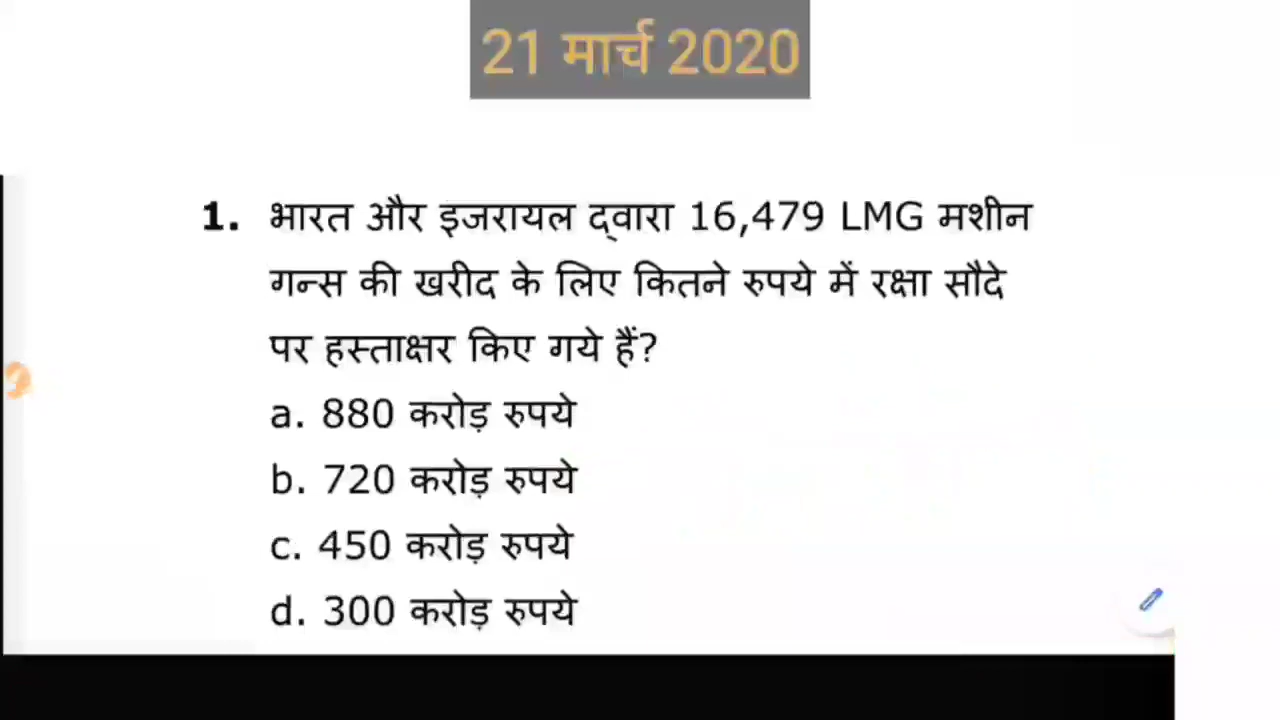 21 मार्च 2020
1. भारत और इजरायल द्वारा 16,479 LMG मशीन
गन्स की खरीद के लिए कितने रुपये में रक्षा सौदे
पर हस्ताक्षर किए गये हैं?
a. 880 करोड़ रुपये
b. 720 करोड़ रुपये
c. 450 करोड़ रुपये
d. 300 करोड़ रुपये